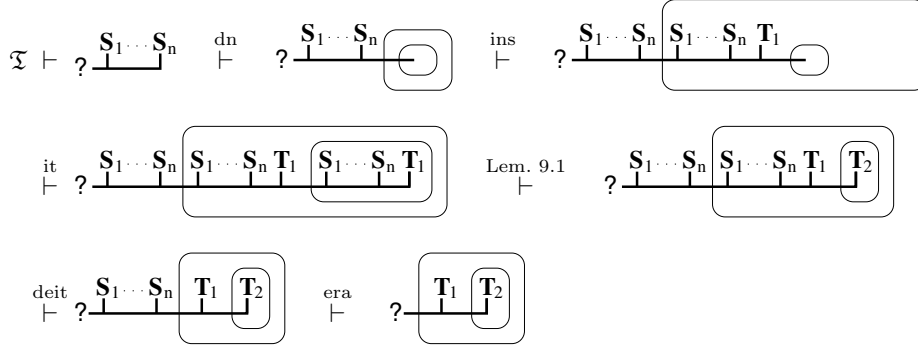 𝔗 ⊢ ? S₁ ··· Sₙ dn ⊢ ? S₁ ··· Sₙ ins ⊢ ? S₁ ··· Sₙ S₁ ··· Sₙ T₁
it ⊢ ? S₁ ··· Sₙ S₁ ··· Sₙ T₁ S₁ ··· Sₙ T₁ Lem. 9.1 ⊢ ? S₁ ··· Sₙ S₁ ··· Sₙ T₁ T₂
deit ⊢ ? S₁ ··· Sₙ T₁ T₂ era ⊢ ? T₁ T₂